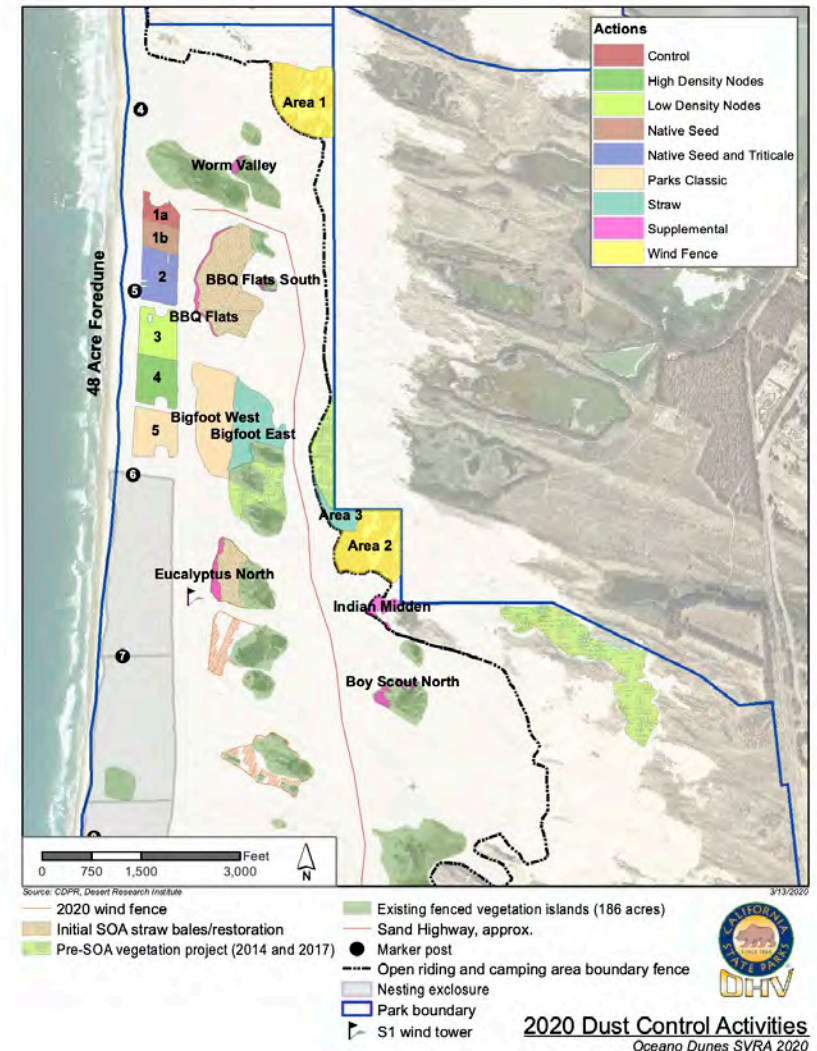 Actions
Control
High Density Nodes
Low Density Nodes
Native Seed
Native Seed and Triticale
Parks Classic
Straw
Supplemental
Wind Fence
Area 1
4
Worm Valley
1a
1b
2
5
BBQ Flats South
BBQ Flats
3
48 Acre Foredune
4
Bigfoot West
5
Bigfoot East
6
Area 3
Area 2
Eucalyptus North
Indian Midden
7
Boy Scout North
Feet
0 750 1,500 3,000
N
Source: CDPR, Desert Research Institute
3/13/2020
2020 wind fence
Initial SOA straw bales/restoration
Pre-SOA vegetation project (2014 and 2017)
Existing fenced vegetation islands (186 acres)
Sand Highway, approx.
Marker post
Open riding and camping area boundary fence
Nesting exclosure
Park boundary
S1 wind tower
CALIFORNIA
STATE PARKS
OHV
2020 Dust Control Activities
Oceano Dunes SVRA 2020